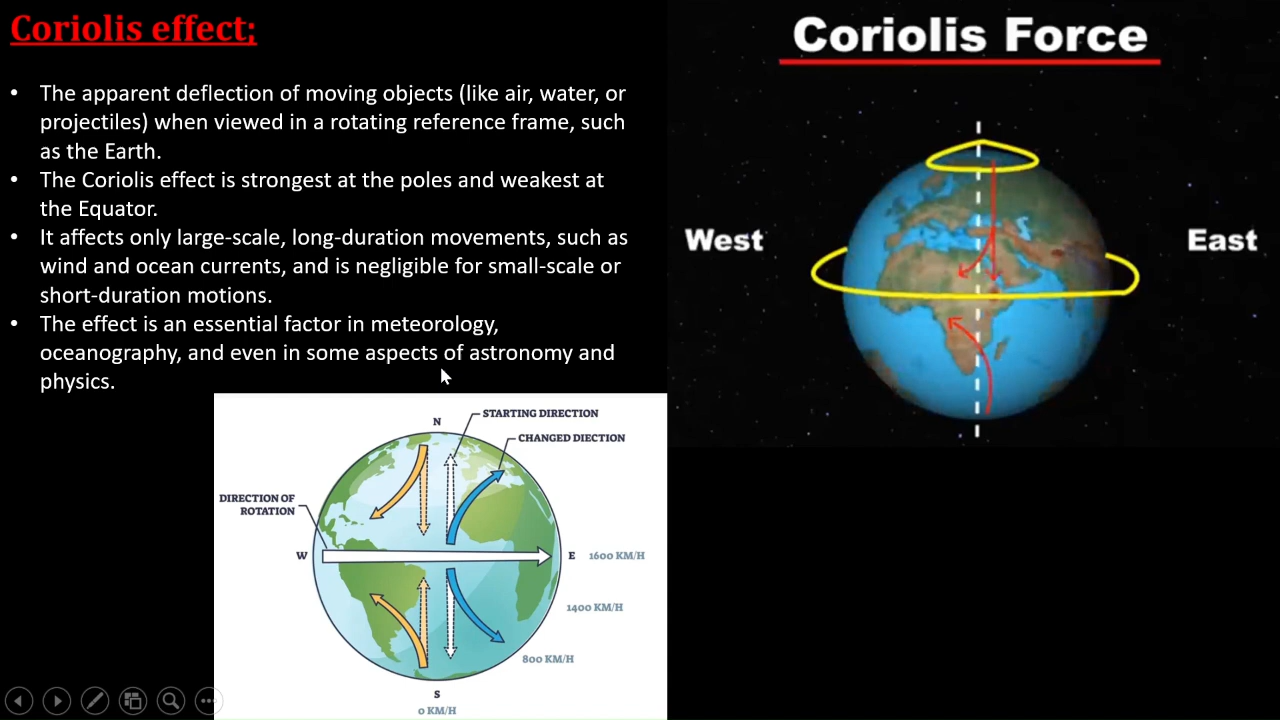 Coriolis effect;
• The apparent deflection of moving objects (like air, water, or
projectiles) when viewed in a rotating reference frame, such
as the Earth.
• The Coriolis effect is strongest at the poles and weakest at
the Equator.
• It affects only large-scale, long-duration movements, such as
wind and ocean currents, and is negligible for small-scale or
short-duration motions.
• The effect is an essential factor in meteorology,
oceanography, and even in some aspects of astronomy and
physics.
Coriolis Force
West
East
N
STARTING DIRECTION
CHANGED DIECTION
DIRECTION OF
ROTATION
W
E
1600 KM/H
1400 KM/H
800 KM/H
S
0 KM/H